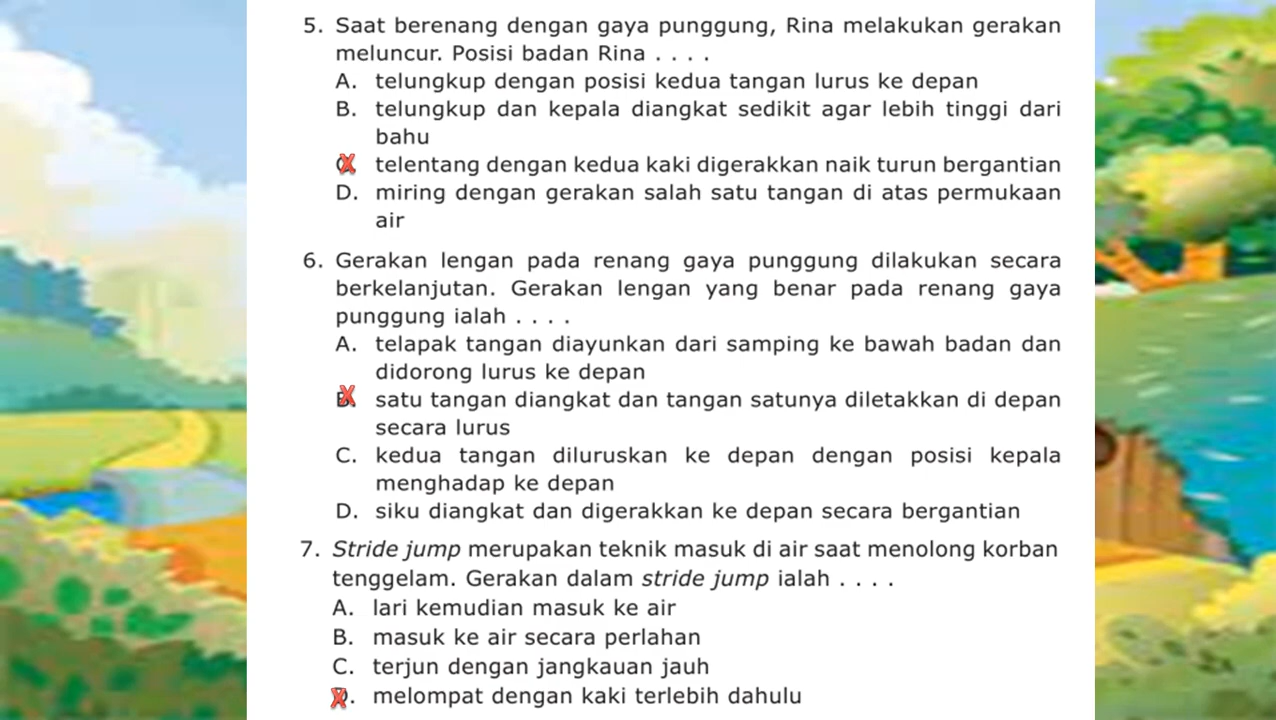 5. Saat berenang dengan gaya punggung, Rina melakukan gerakan
meluncur. Posisi badan Rina . . . .
A. telungkup dengan posisi kedua tangan lurus ke depan
B. telungkup dan kepala diangkat sedikit agar lebih tinggi dari
bahu
C. telentang dengan kedua kaki digerakkan naik turun bergantian
D. miring dengan gerakan salah satu tangan di atas permukaan
air
6. Gerakan lengan pada renang gaya punggung dilakukan secara
berkelanjutan. Gerakan lengan yang benar pada renang gaya
punggung ialah . . . .
A. telapak tangan diayunkan dari samping ke bawah badan dan
didorong lurus ke depan
B. satu tangan diangkat dan tangan satunya diletakkan di depan
secara lurus
C. kedua tangan diluruskan ke depan dengan posisi kepala
menghadap ke depan
D. siku diangkat dan digerakkan ke depan secara bergantian
7. Stride jump merupakan teknik masuk di air saat menolong korban
tenggelam. Gerakan dalam stride jump ialah . . . .
A. lari kemudian masuk ke air
B. masuk ke air secara perlahan
C. terjun dengan jangkauan jauh
D. melompat dengan kaki terlebih dahulu